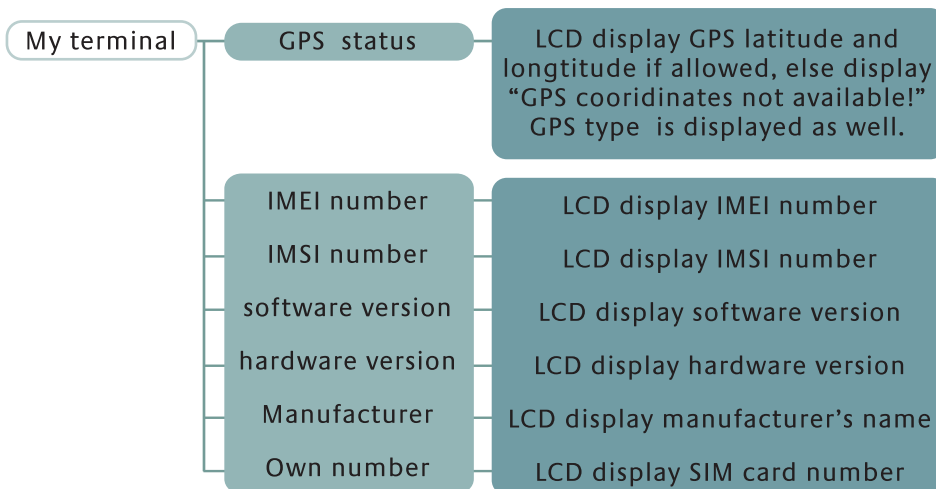 My terminal
GPS status
LCD display GPS latitude and
longtitude if allowed, else display
“GPS cooridinates not available!”
GPS type is displayed as well.
IMEI number
LCD display IMEI number
IMSI number
LCD display IMSI number
software version
LCD display software version
hardware version
LCD display hardware version
Manufacturer
LCD display manufacturer’s name
Own number
LCD display SIM card number